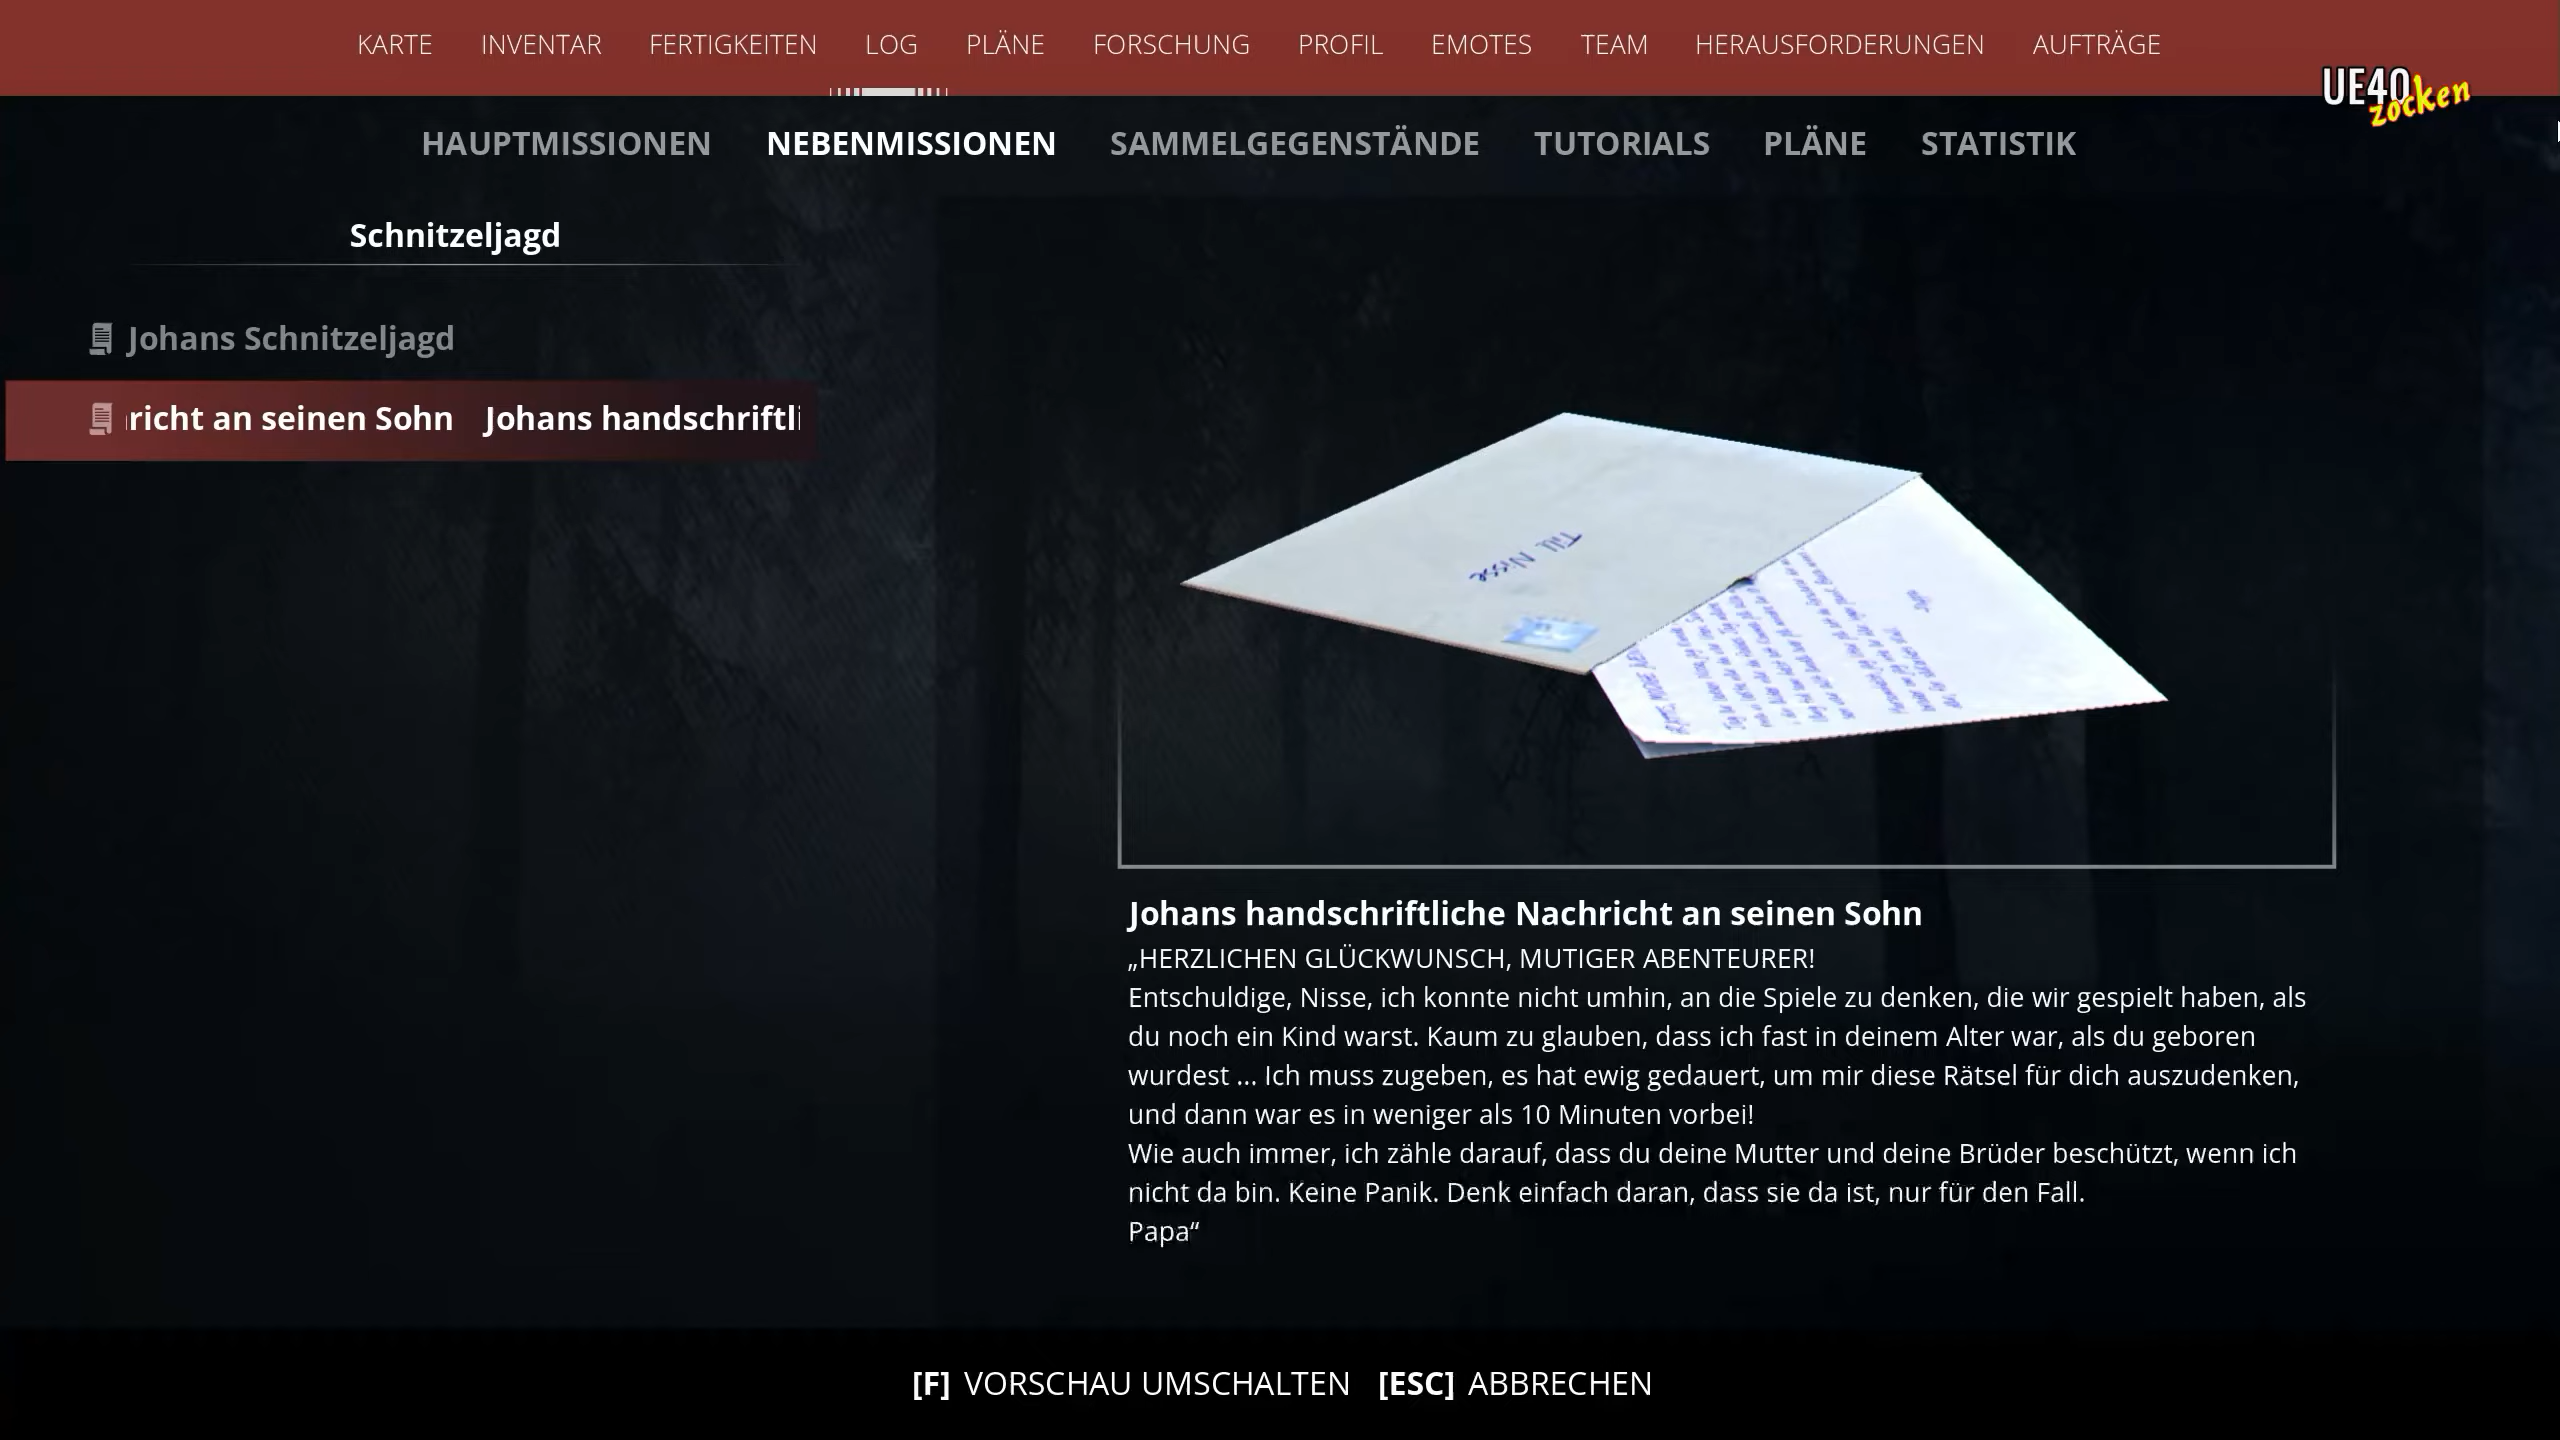 KARTE INVENTAR FERTIGKEITEN LOG PLÄNE FORSCHUNG PROFIL EMOTES TEAM HERAUSFORDERUNGEN AUFTRÄGE
UE40
zocken
HAUPTMISSIONEN NEBENMISSIONEN SAMMELGEGENSTÄNDE TUTORIALS PLÄNE STATISTIK
Schnitzeljagd
Johans Schnitzeljagd
richt an seinen Sohn Johans handschriftli
Till Nisse
Johans handschriftliche Nachricht an seinen Sohn
„HERZLICHEN GLÜCKWUNSCH, MUTIGER ABENTEURER!
Entschuldige, Nisse, ich konnte nicht umhin, an die Spiele zu denken, die wir gespielt haben, als
du noch ein Kind warst. Kaum zu glauben, dass ich fast in deinem Alter war, als du geboren
wurdest ... Ich muss zugeben, es hat ewig gedauert, um mir diese Rätsel für dich auszudenken,
und dann war es in weniger als 10 Minuten vorbei!
Wie auch immer, ich zähle darauf, dass du deine Mutter und deine Brüder beschützt, wenn ich
nicht da bin. Keine Panik. Denk einfach daran, dass sie da ist, nur für den Fall.
Papa“
[F] VORSCHAU UMSCHALTEN [ESC] ABBRECHEN